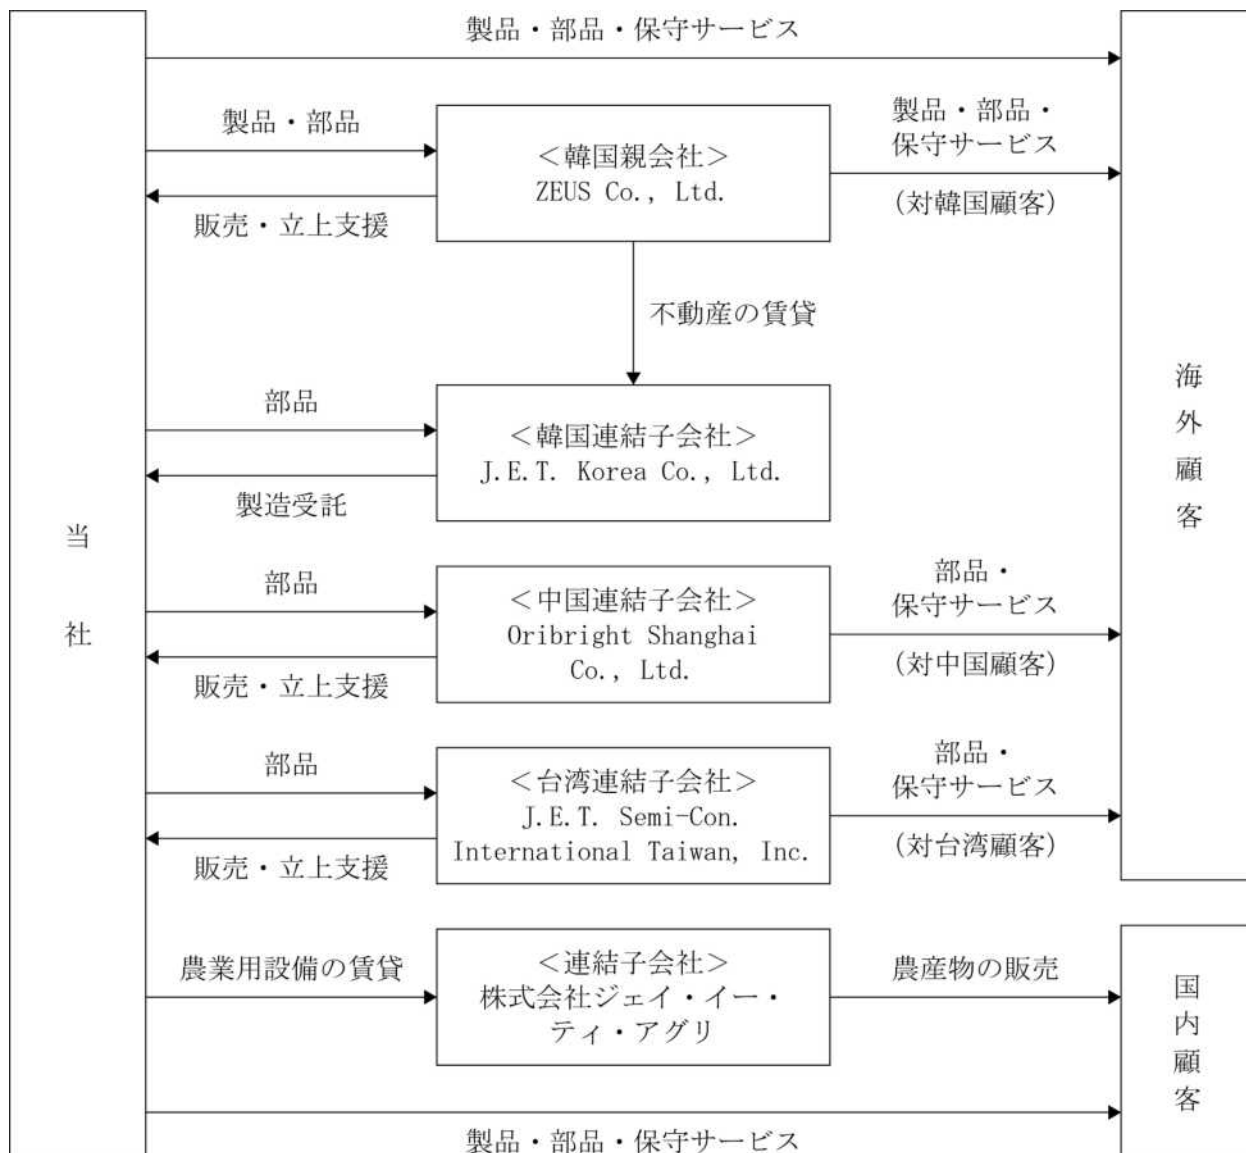 製品・部品・保守サービス
製品・部品
販売・立上支援
＜韓国親会社＞
ZEUS Co., Ltd.
製品・部品・
保守サービス
(対韓国顧客)
不動産の賃貸
部品
製造受託
＜韓国連結子会社＞
J.E.T. Korea Co., Ltd.
当社
海外顧客
部品
販売・立上支援
＜中国連結子会社＞
Oribright Shanghai
Co., Ltd.
部品・
保守サービス
(対中国顧客)
部品
販売・立上支援
＜台湾連結子会社＞
J.E.T. Semi-Con.
International Taiwan, Inc.
部品・
保守サービス
(対台湾顧客)
農業用設備の賃貸
＜連結子会社＞
株式会社ジェイ・イー・
ティ・アグリ
農産物の販売
国内顧客
製品・部品・保守サービス